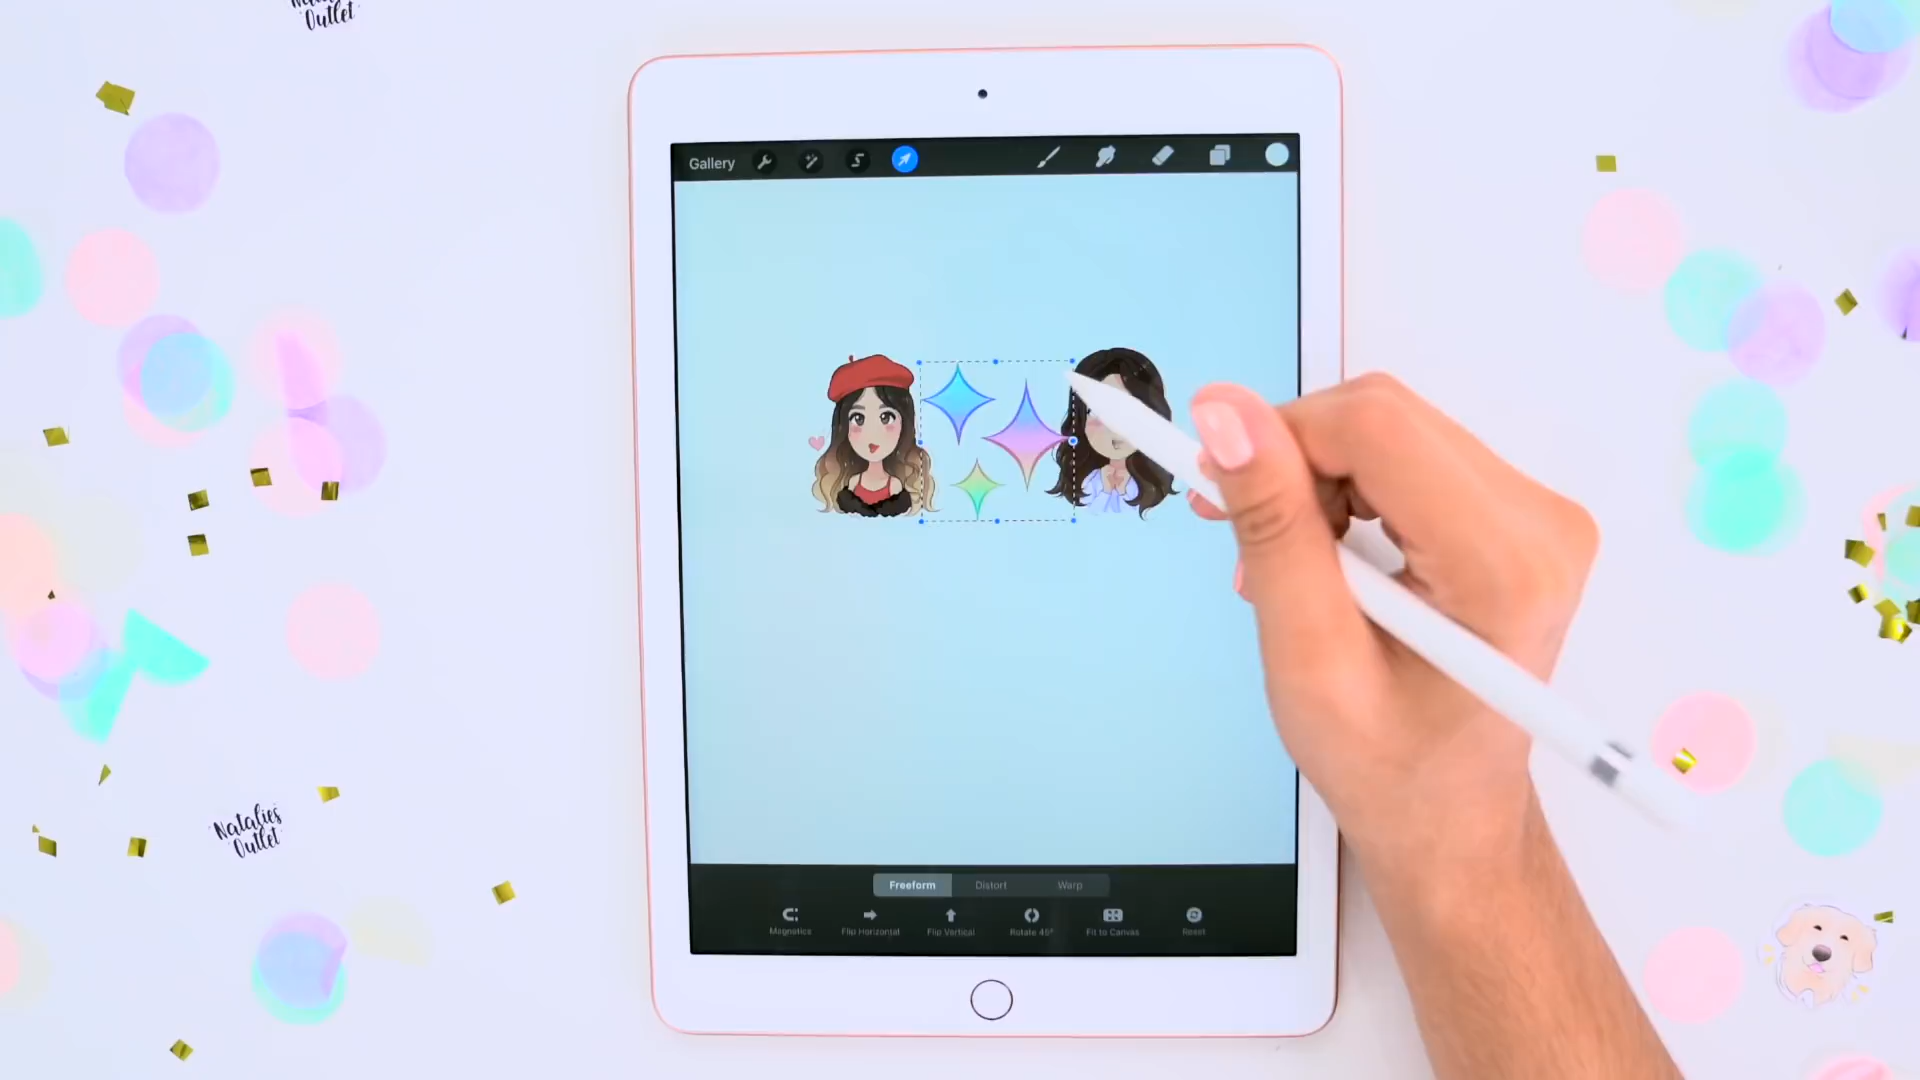 Outlet
Gallery
Freeform
Distort
Warp
Magnetics
Flip Horizontal
Flip Vertical
Rotate 45°
Fit to Canvas
Reset
Natalies
Outlet